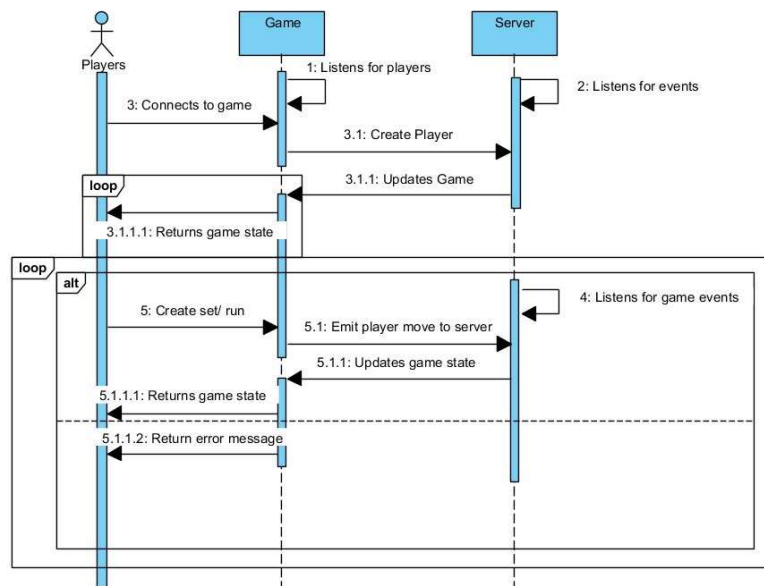 Game
Server
Players
1: Listens for players
2: Listens for events
3: Connects to game
3.1: Create Player
3.1.1: Updates Game
loop
3.1.1.1: Returns game state
loop
alt
4: Listens for game events
5: Create set/ run
5.1: Emit player move to server
5.1.1: Updates game state
5.1.1.1: Returns game state
5.1.1.2: Return error message